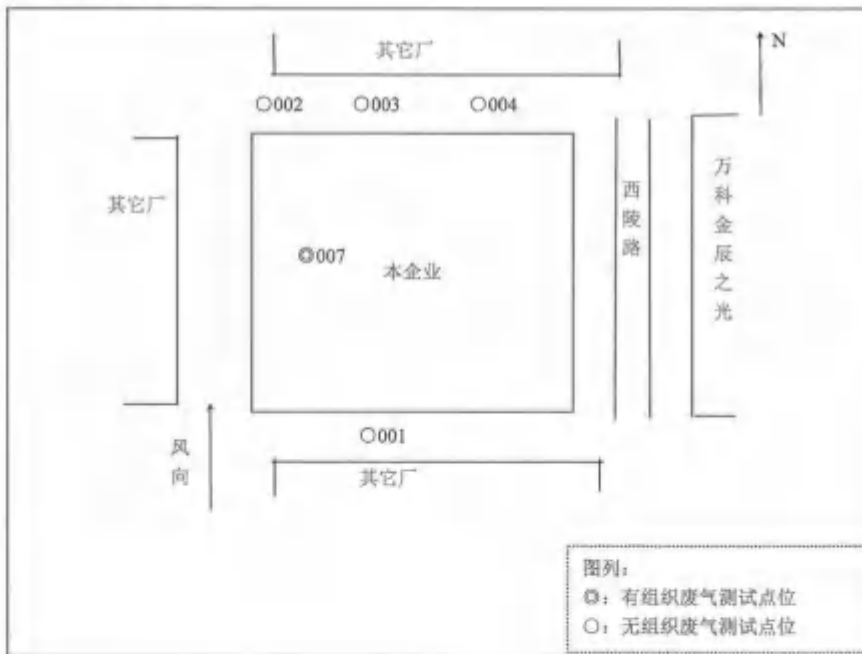 其它厂
N
○002
○003
○004
其它厂
西陵路
万科金辰之光
◎007
本企业
○001
风向
其它厂
图列：
◎：有组织废气测试点位
○：无组织废气测试点位